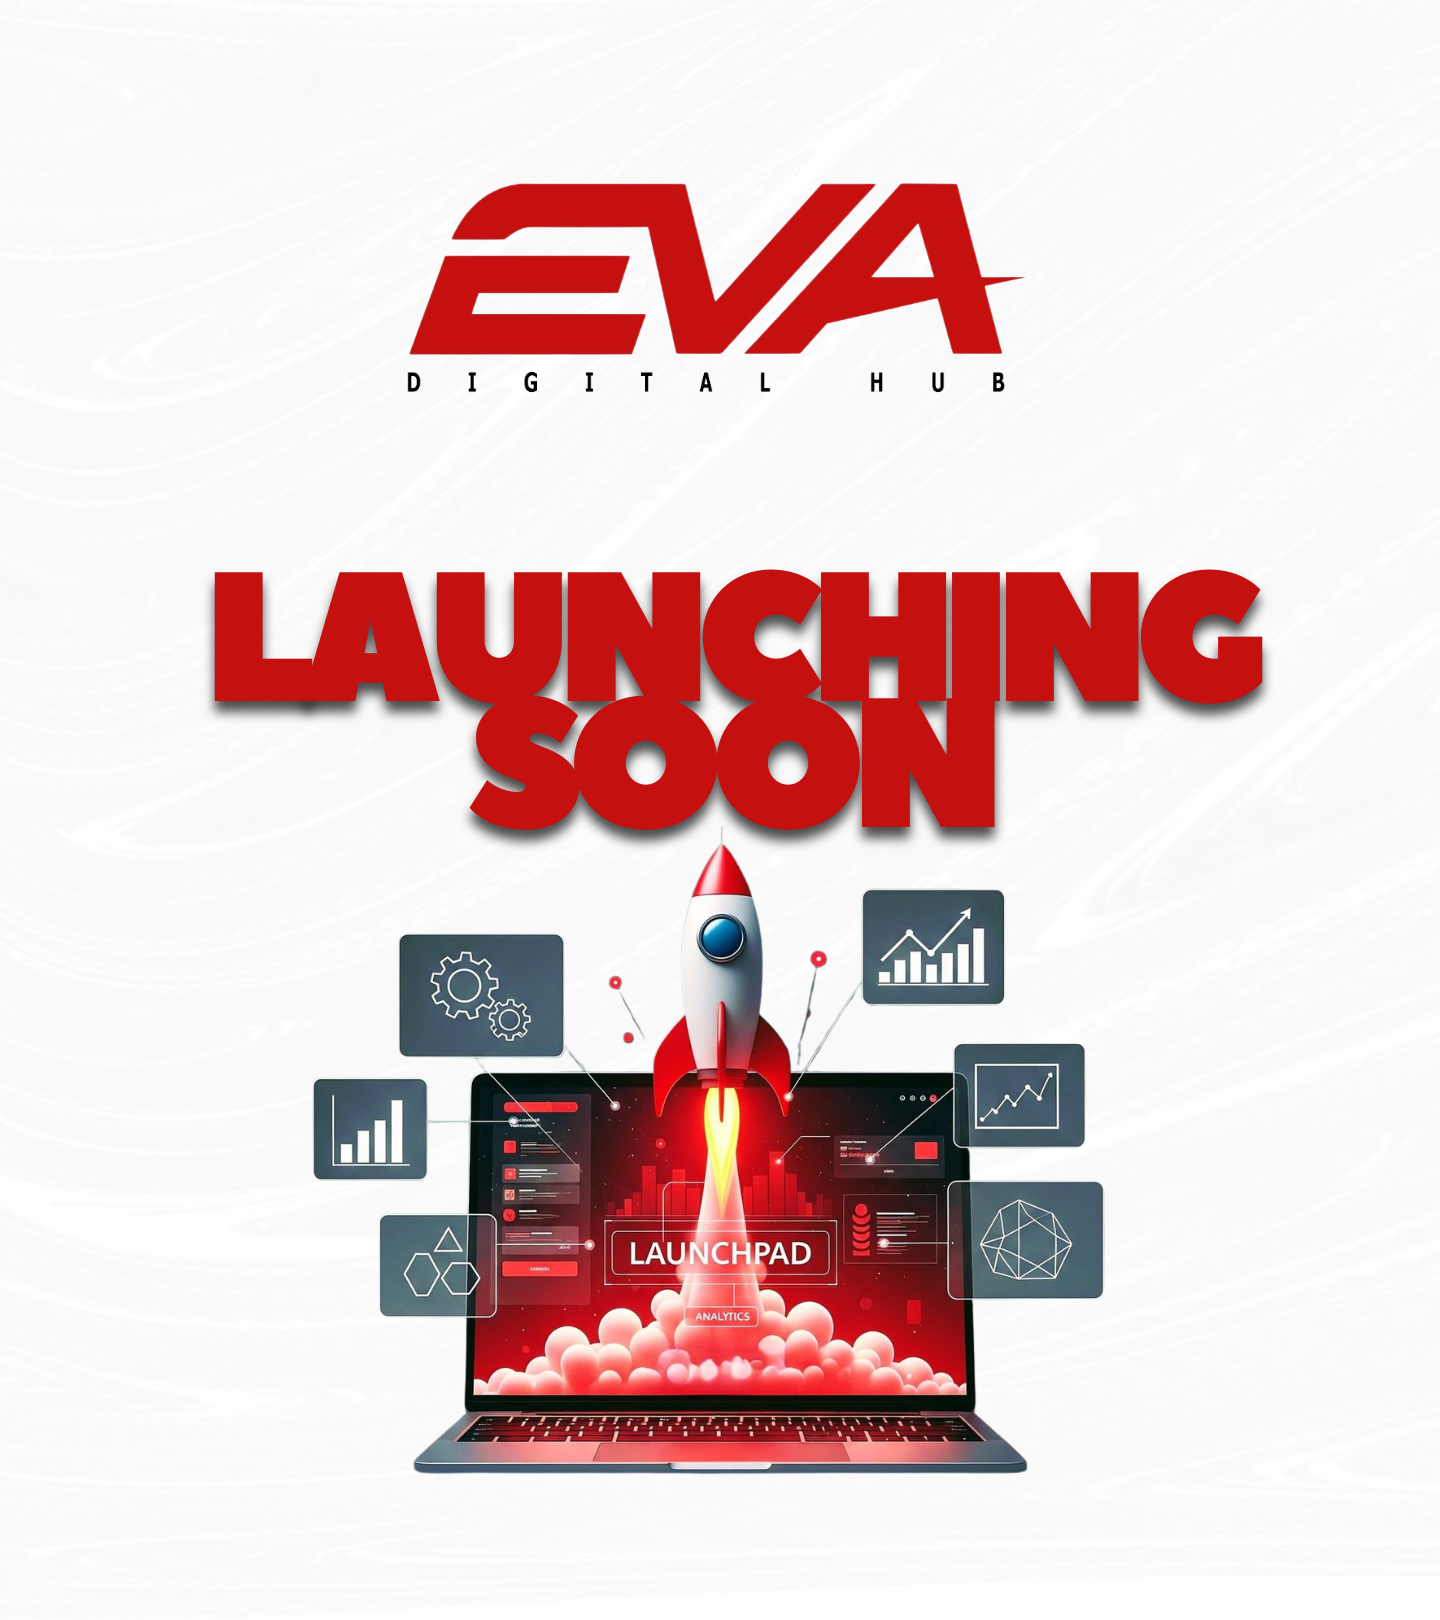 EVA
DIGITAL HUB
LAUNCHING
SOON
LAUNCHPAD
ANALYTICS